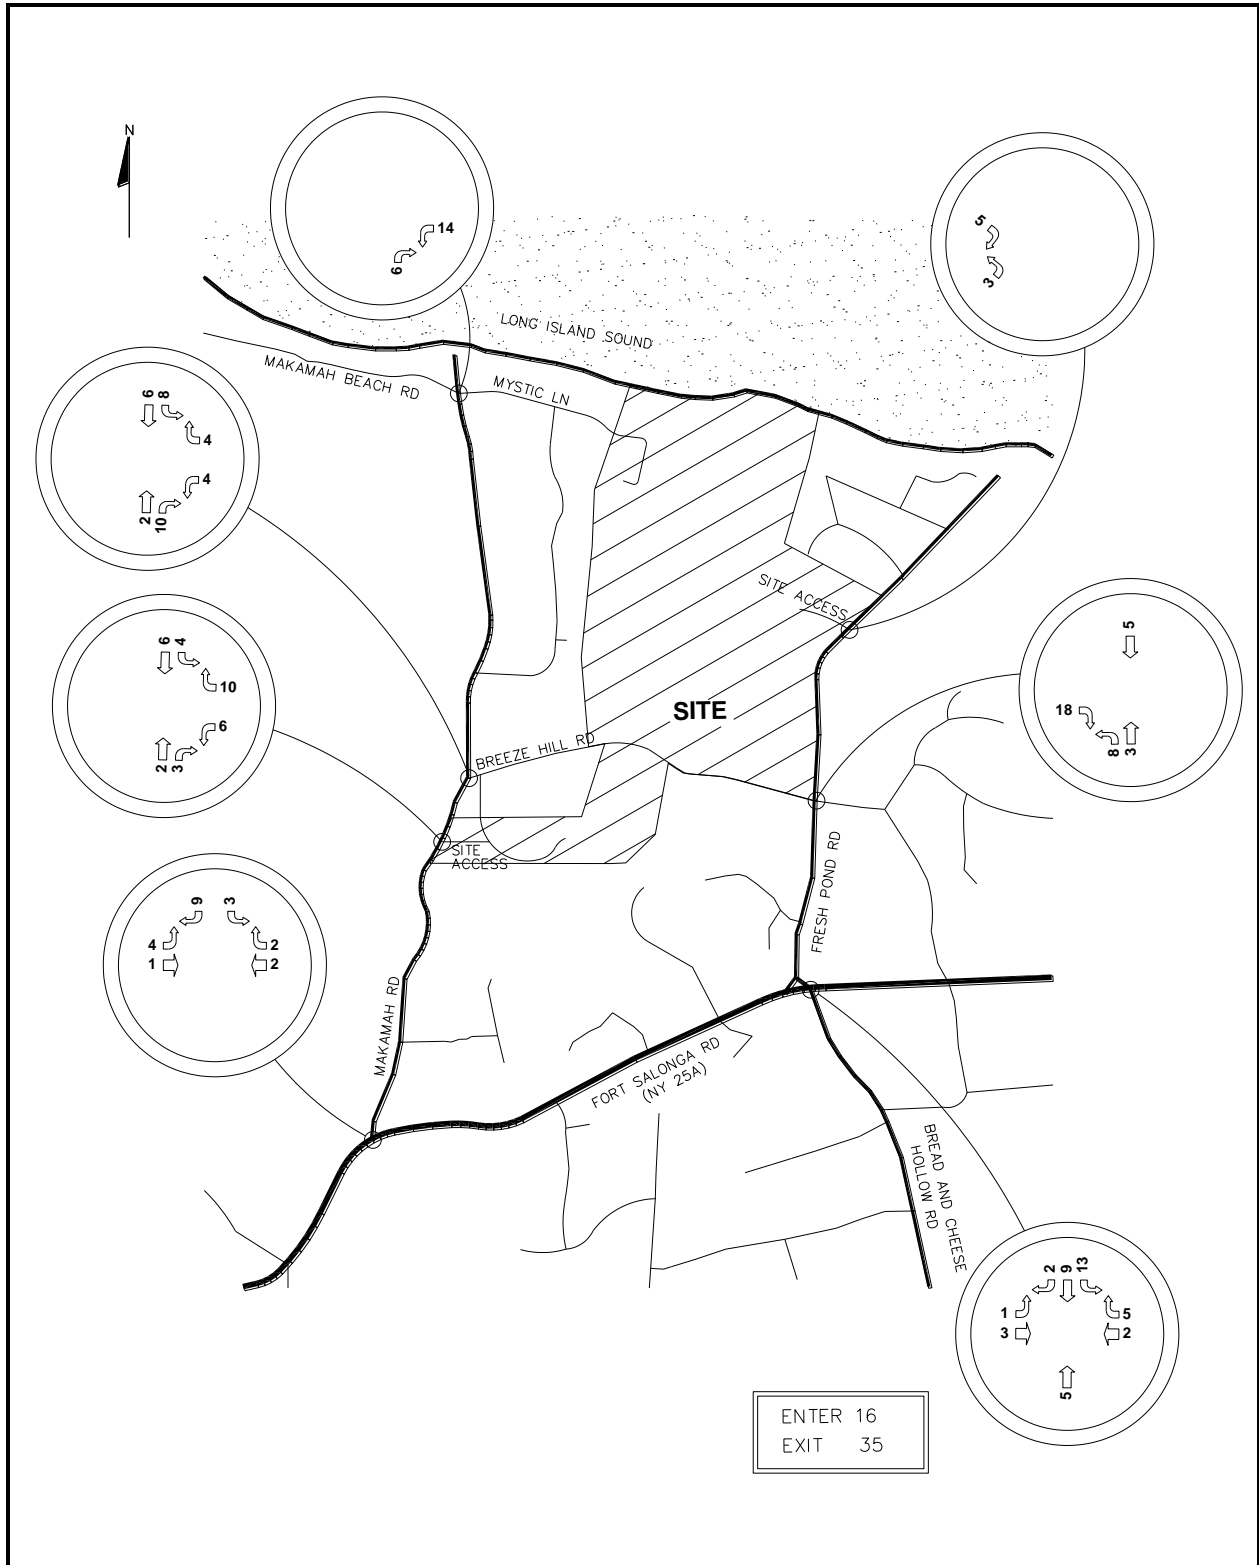 N
14
6
5
3
LONG ISLAND SOUND
MAKAMAH BEACH RD
MYSTIC LN
6
8
4
4
2
10
SITE ACCESS
6
4
10
6
2
3
5
18
8
3
SITE
BREEZE HILL RD
SITE
ACCESS
FRESH POND RD
9
3
4
2
1
2
MAKAMAH RD
FORT SALONGA RD
(NY 25A)
BREAD AND CHEESE
HOLLOW RD
2
9
13
1
5
3
2
5
ENTER 16
EXIT 35